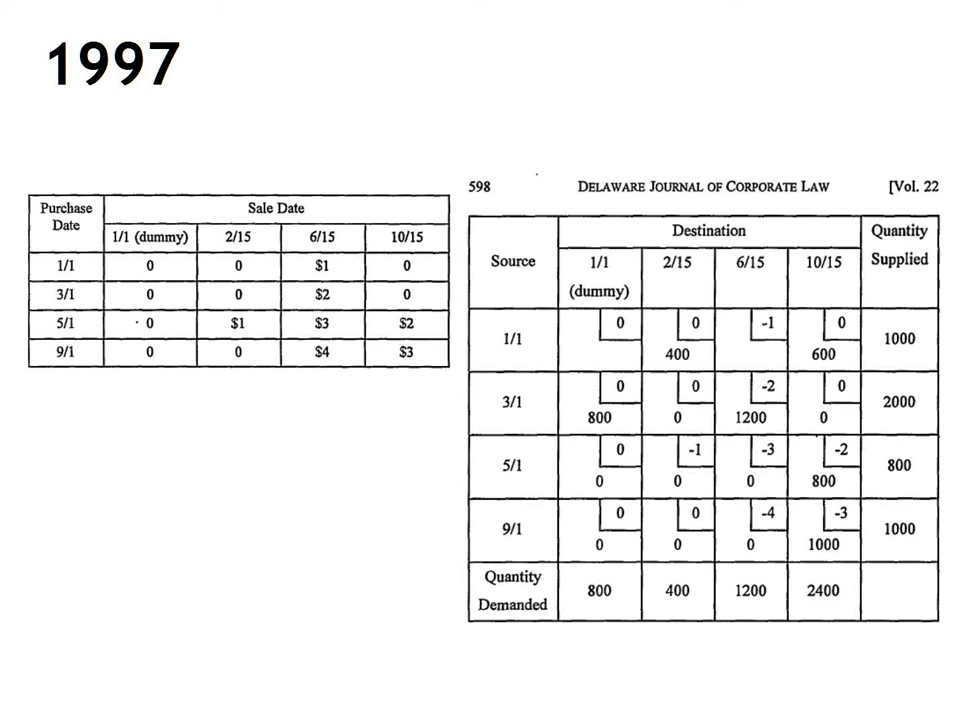 1997
Purchase Date Sale Date
1/1 (dummy) 2/15 6/15 10/15
1/1 0 0 $1 0
3/1 0 0 $2 0
5/1 0 $1 $3 $2
9/1 0 0 $4 $3
598 DELAWARE JOURNAL OF CORPORATE LAW [Vol. 22
Source Destination Quantity Supplied
1/1 (dummy) 2/15 6/15 10/15
0 0 -1 0
1/1 1000
400 600
0 0 -2 0
3/1 2000
800 0 1200 0
0 -1 -3 -2
5/1 800
0 0 0 800
0 0 -4 -3
9/1 1000
0 0 0 1000
Quantity Demanded 800 400 1200 2400